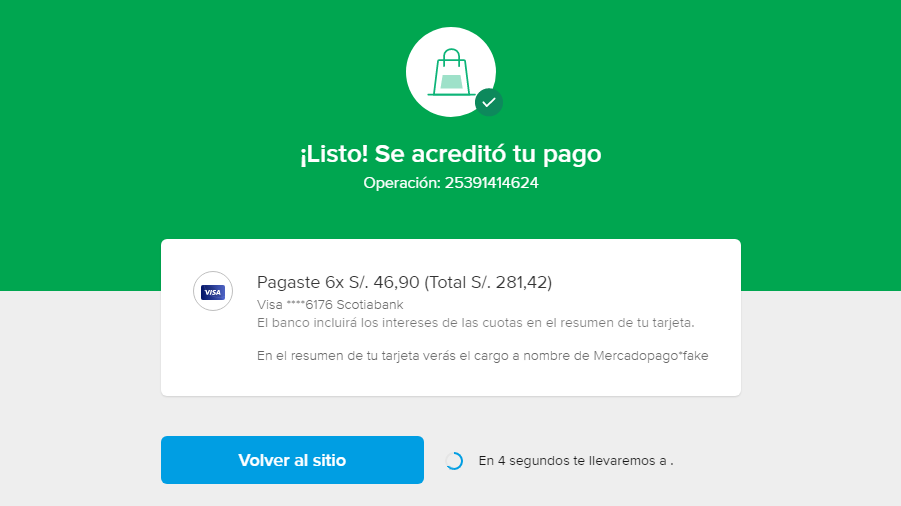 ¡Listo! Se acreditó tu pago
Operación: 25391414624
VISA
Pagaste 6x S/. 46,90 (Total S/. 281,42)
Visa ****6176 Scotiabank
El banco incluirá los intereses de las cuotas en el resumen de tu tarjeta.
En el resumen de tu tarjeta verás el cargo a nombre de Mercadopago*fake
Volver al sitio
En 4 segundos te llevaremos a .